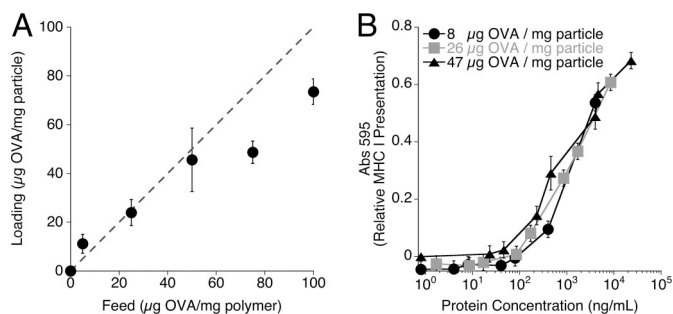 A
100
80
60
40
20
0
Loading (µg OVA/mg particle)
0 20 40 60 80 100
Feed (µg OVA/mg polymer)
B
0.8
0.6
0.4
0.2
0
Abs 595
(Relative MHC I Presentation)
8 µg OVA / mg particle
26 µg OVA / mg particle
47 µg OVA / mg particle
10⁰ 10¹ 10² 10³ 10⁴ 10⁵
Protein Concentration (ng/mL)